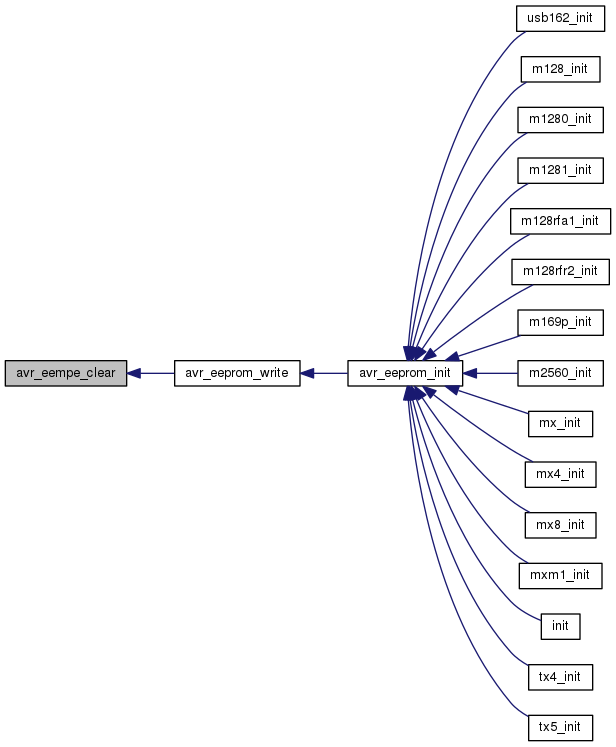 usb162_init
m128_init
m1280_init
m1281_init
m128rfa1_init
m128rfr2_init
m169p_init
avr_eempe_clear
avr_eeprom_write
avr_eeprom_init
m2560_init
mx_init
mx4_init
mx8_init
mxm1_init
init
tx4_init
tx5_init